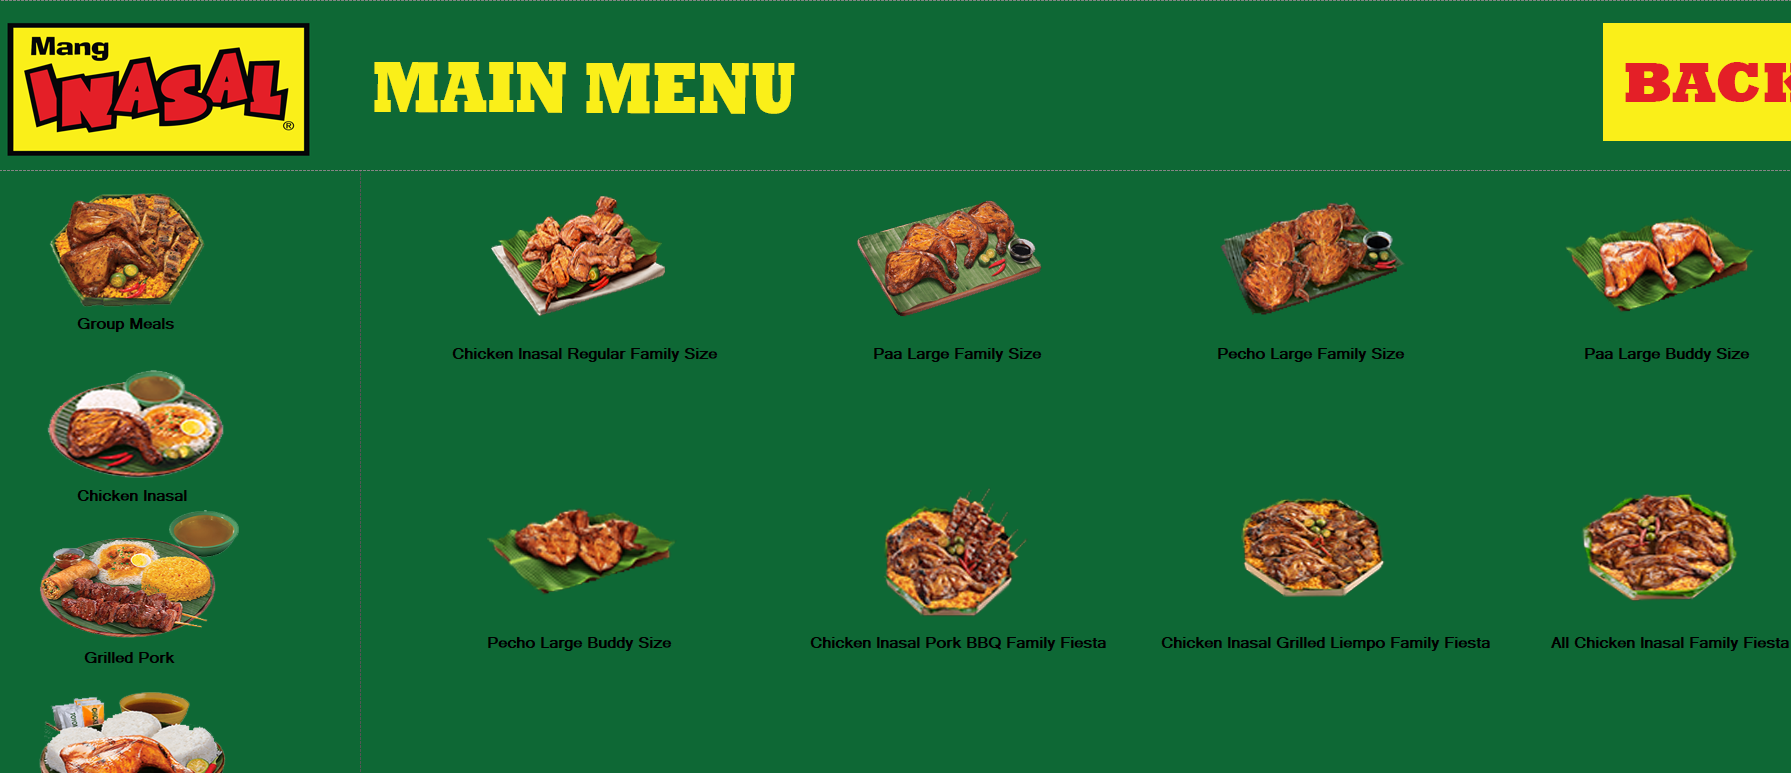 Mang
INASAL
®
MAIN MENU
BACK
Group Meals
Chicken Inasal
Grilled Pork
Chicken Inasal Regular Family Size
Paa Large Family Size
Pecho Large Family Size
Paa Large Buddy Size
Pecho Large Buddy Size
Chicken Inasal Pork BBQ Family Fiesta
Chicken Inasal Grilled Liempo Family Fiesta
All Chicken Inasal Family Fiesta